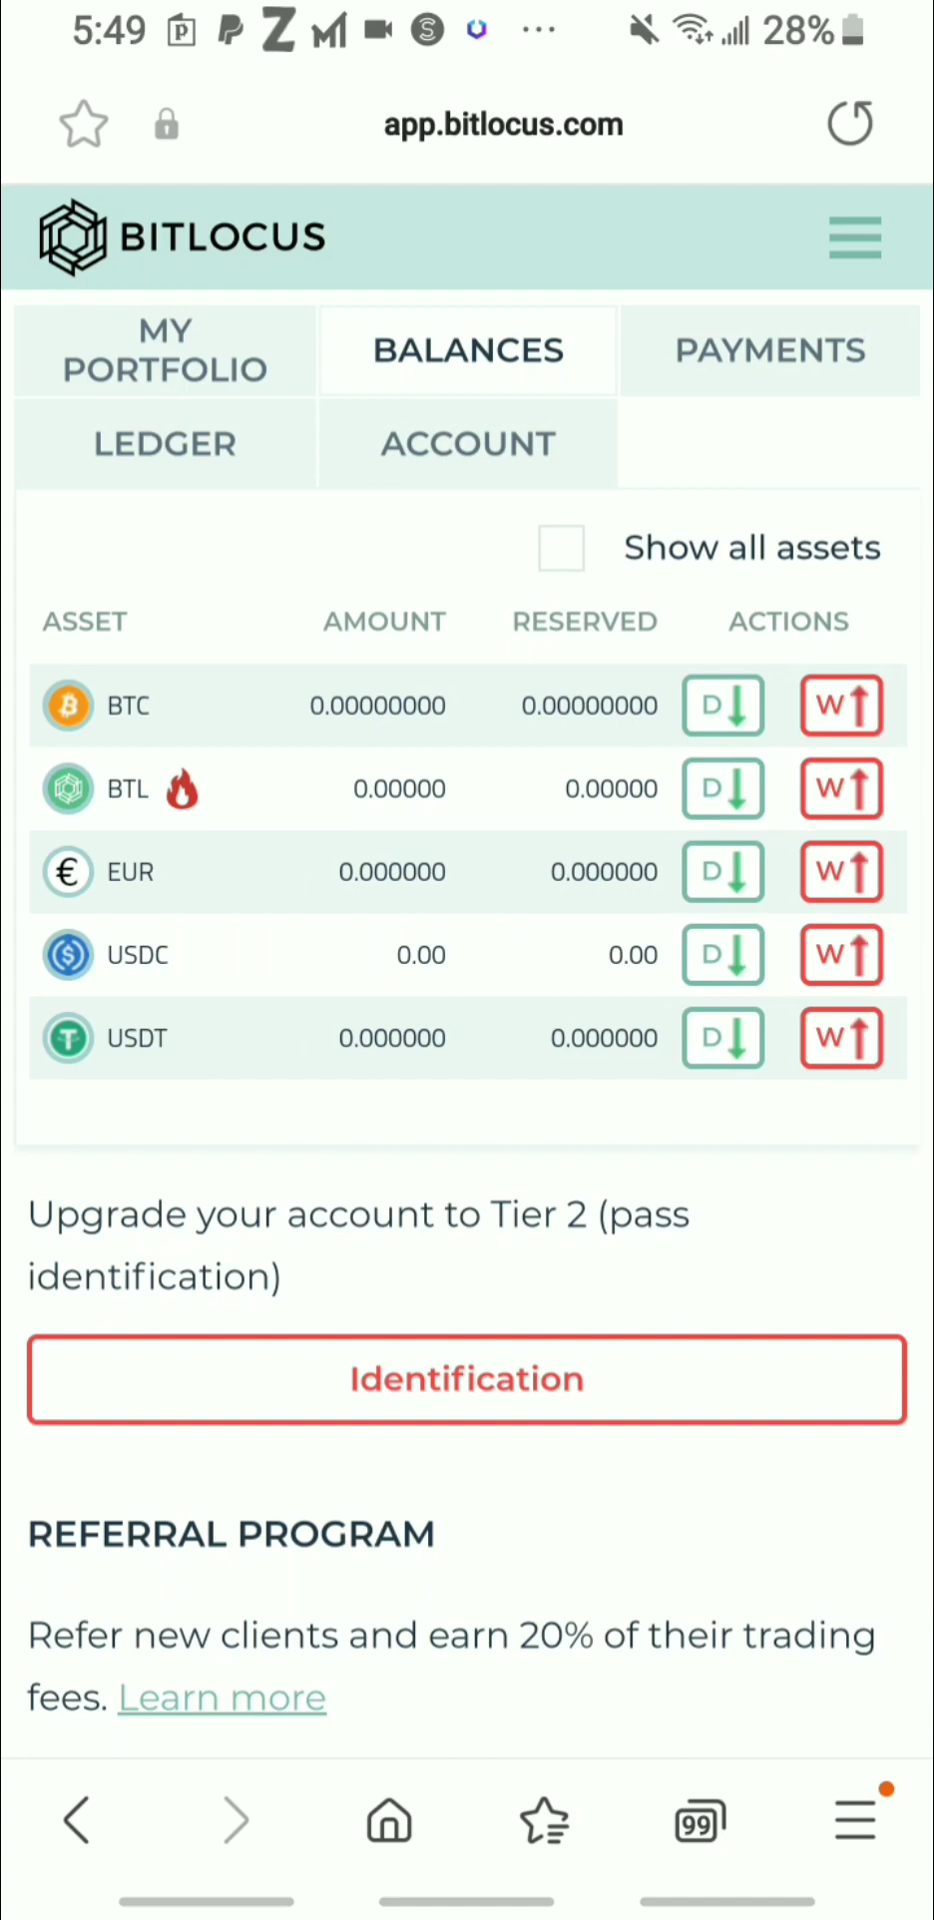 5:49 28%
app.bitlocus.com
BITLOCUS
MY
PORTFOLIO
BALANCES
PAYMENTS
LEDGER
ACCOUNT
Show all assets
ASSET AMOUNT RESERVED ACTIONS
BTC 0.00000000 0.00000000 D W
BTL 0.00000 0.00000 D W
€ EUR 0.000000 0.000000 D W
USDC 0.00 0.00 D W
USDT 0.000000 0.000000 D W
Upgrade your account to Tier 2 (pass
identification)
Identification
REFERRAL PROGRAM
Refer new clients and earn 20% of their trading
fees. Learn more
99